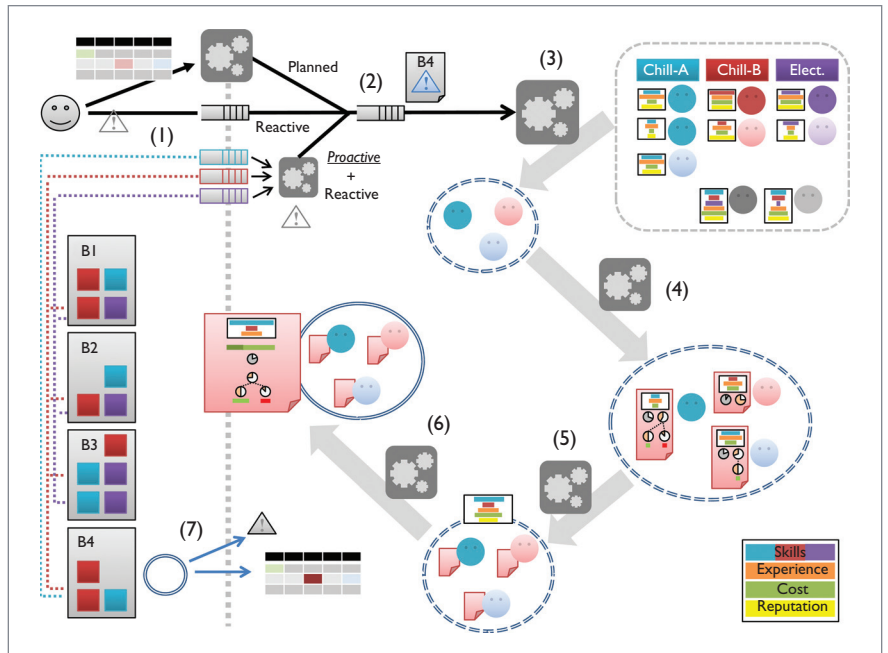 (1)
Planned
Reactive
(2)
B4
(3)
Chill-A
Chill-B
Elect.
Proactive
+
Reactive
(4)
B1
B2
B3
B4
(5)
(6)
(7)
Skills
Experience
Cost
Reputation